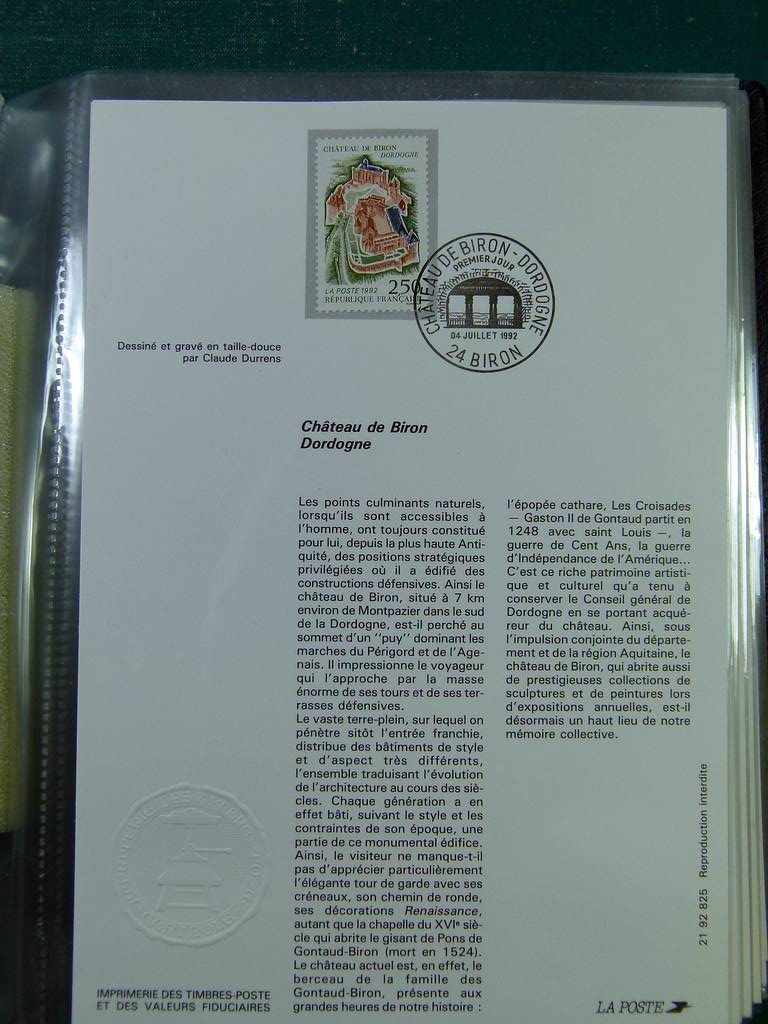 CHÂTEAU DE BIRON
DORDOGNE
LA POSTE 1992
2,50
RÉPUBLIQUE FRANÇAISE
CHÂTEAU DE BIRON - DORDOGNE
PREMIER JOUR
04 JUILLET 1992
24 BIRON
Dessiné et gravé en taille-douce
par Claude Durrens
Château de Biron
Dordogne
Les points culminants naturels,
lorsqu'ils sont accessibles à
l'homme, ont toujours constitué
pour lui, depuis la plus haute Anti-
quité, des positions stratégiques
privilégiées où il a édifié des
constructions défensives. Ainsi le
château de Biron, situé à 7 km
environ de Montpazier dans le sud
de la Dordogne, est-il perché au
sommet d'un "puy" dominant les
marches du Périgord et de l'Age-
nais. Il impressionne le voyageur
qui l'approche par la masse
énorme de ses tours et de ses ter-
rasses défensives.
Le vaste terre-plein, sur lequel on
pénètre sitôt l'entrée franchie,
distribue des bâtiments de style
et d'aspect très différents,
l'ensemble traduisant l'évolution
de l'architecture au cours des siè-
cles. Chaque génération a en
effet bâti, suivant le style et les
contraintes de son époque, une
partie de ce monumental édifice.
Ainsi, le visiteur ne manque-t-il
pas d'apprécier particulièrement
l'élégante tour de garde avec ses
créneaux, son chemin de ronde,
ses décorations Renaissance,
autant que la chapelle du XVIe siè-
cle qui abrite le gisant de Pons de
Gontaud-Biron (mort en 1524).
Le château actuel est, en effet, le
berceau de la famille des
Gontaud-Biron, présente aux
grandes heures de notre histoire :
l'épopée cathare, Les Croisades
— Gaston II de Gontaud partit en
1248 avec saint Louis —, la
guerre de Cent Ans, la guerre
d'Indépendance de l'Amérique...
C'est ce riche patrimoine artisti-
que et culturel qu'a tenu à
conserver le Conseil général de
Dordogne en se portant acqué-
reur du château. Ainsi, sous
l'impulsion conjointe du départe-
ment et de la région Aquitaine, le
château de Biron, qui abrite aussi
de prestigieuses collections de
sculptures et de peintures lors
d'expositions annuelles, est-il
désormais un haut lieu de notre
mémoire collective.
21 92 825 Reproduction interdite
IMPRIMERIE DES TIMBRES-POSTE
ET DES VALEURS FIDUCIAIRES
LA POSTE